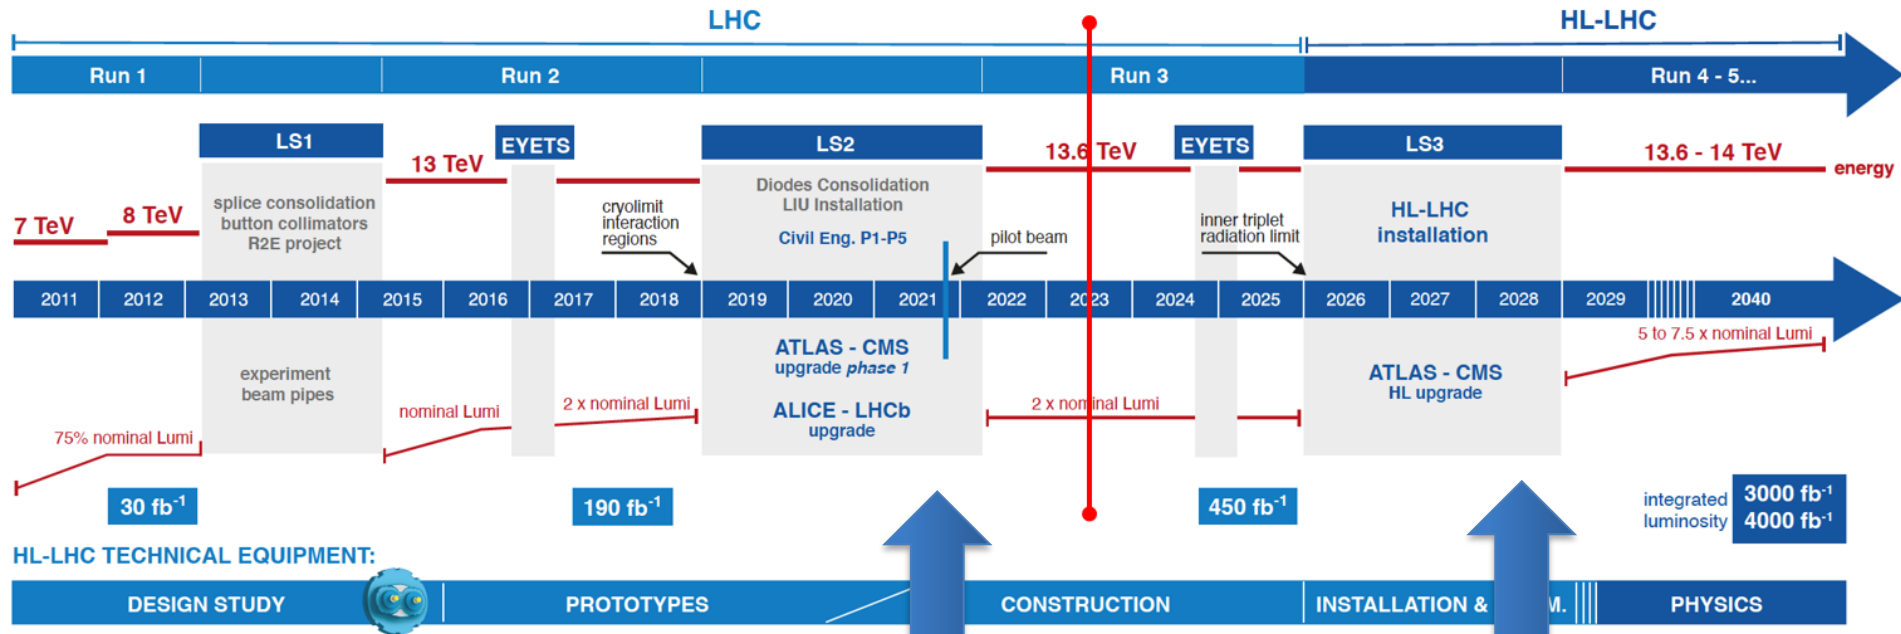 LHC
HL-LHC
Run 1
Run 2
Run 3
Run 4 - 5...
LS1
EYETS
LS2
EYETS
LS3
13 TeV
13.6 TeV
13.6 - 14 TeV
energy
7 TeV
8 TeV
splice consolidation
button collimators
R2E project
cryolimit
interaction
regions
Diodes Consolidation
LIU Installation
Civil Eng. P1-P5
pilot beam
inner triplet
radiation limit
HL-LHC
installation
2011 2012 2013 2014 2015 2016 2017 2018 2019 2020 2021 2022 2023 2024 2025 2026 2027 2028 2029 2040
5 to 7.5 x nominal Lumi
experiment
beam pipes
ATLAS - CMS
upgrade phase 1
ALICE - LHCb
upgrade
ATLAS - CMS
HL upgrade
75% nominal Lumi
nominal Lumi
2 x nominal Lumi
2 x nominal Lumi
30 fb⁻¹
190 fb⁻¹
450 fb⁻¹
integrated
luminosity
3000 fb⁻¹
4000 fb⁻¹
HL-LHC TECHNICAL EQUIPMENT:
DESIGN STUDY
PROTOTYPES
CONSTRUCTION
INSTALLATION &
M.
PHYSICS